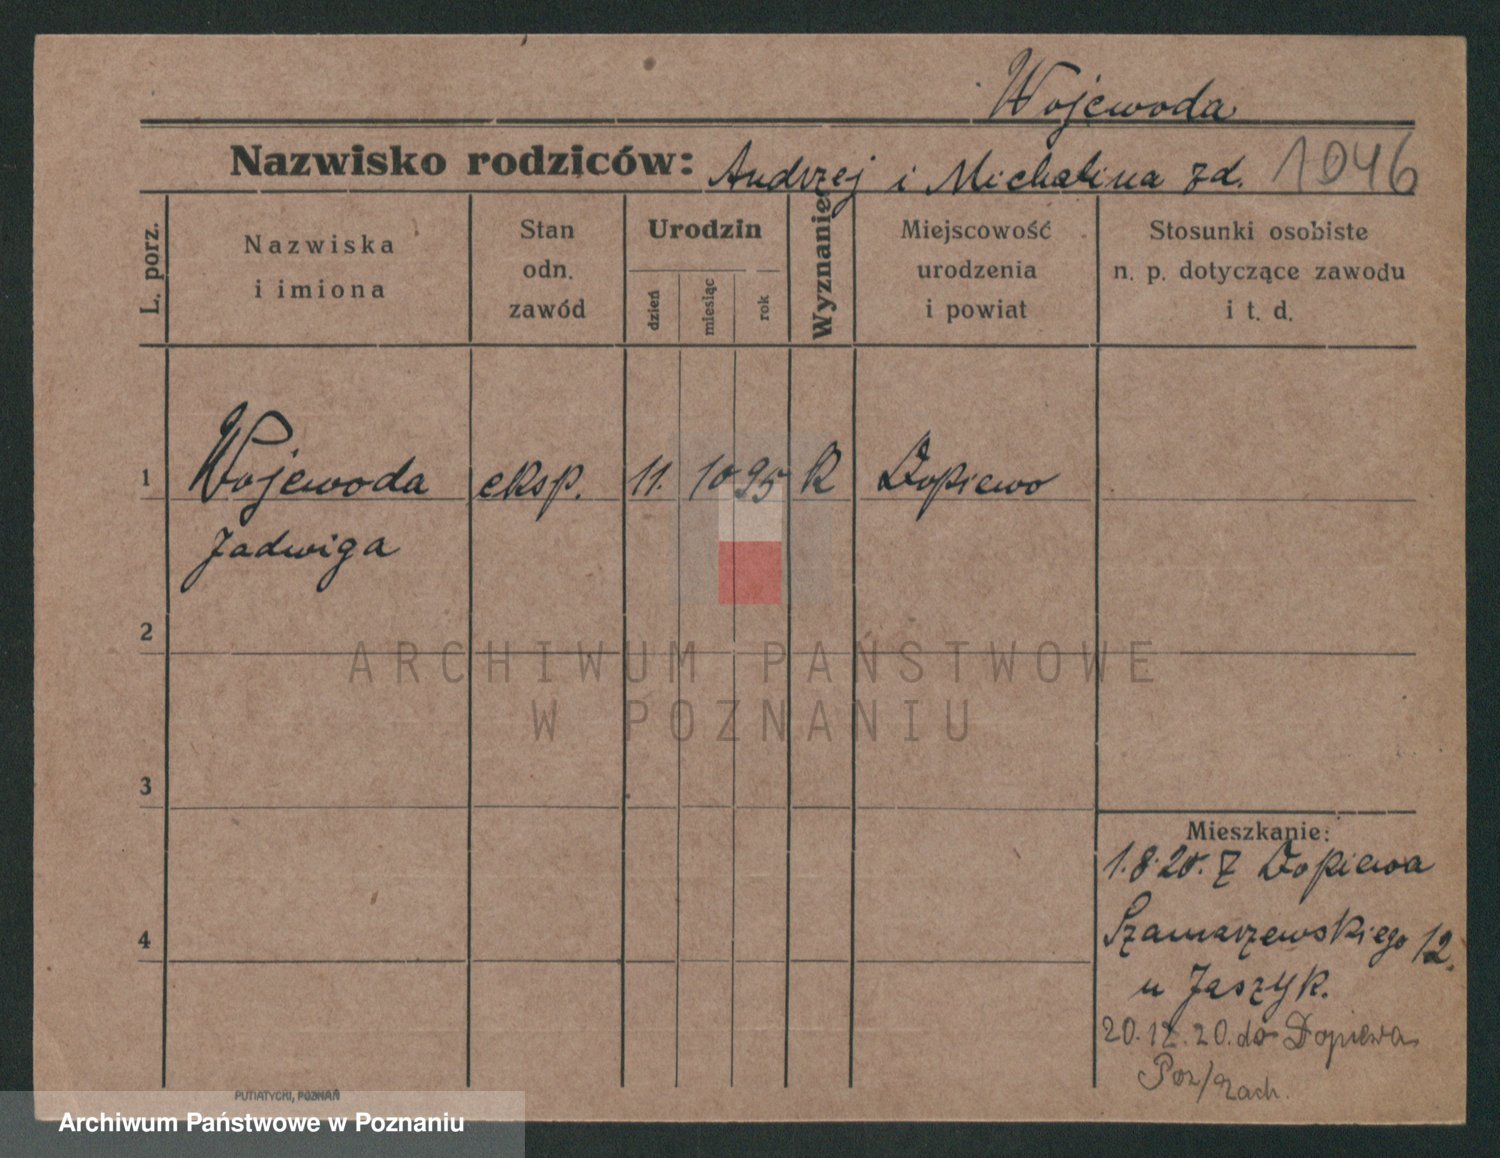 Wojewoda
Nazwisko rodziców: Andrzej i Michalina zd. 1046
L. porz.
Nazwiska
i imiona
Stan
odn.
zawód
Urodzin
dzień
miesiąc
rok
Wyznanie
Miejscowość
urodzenia
i powiat
Stosunki osobiste
n. p. dotyczące zawodu
i t. d.
1 Wojewoda eksp. 11. 10 95 k Dopiewo
Jadwiga
2
3
4
Mieszkanie:
1.8.20. z Dopiewa
Szamarzewskiego 12.
u Jaszyk.
20.12.20. do Dopiewa
Poz/zach.
ARCHIWUM PAŃSTWOWE
W POZNANIU
PUTIATYCKI, POZNAŃ
Archiwum Państwowe w Poznaniu